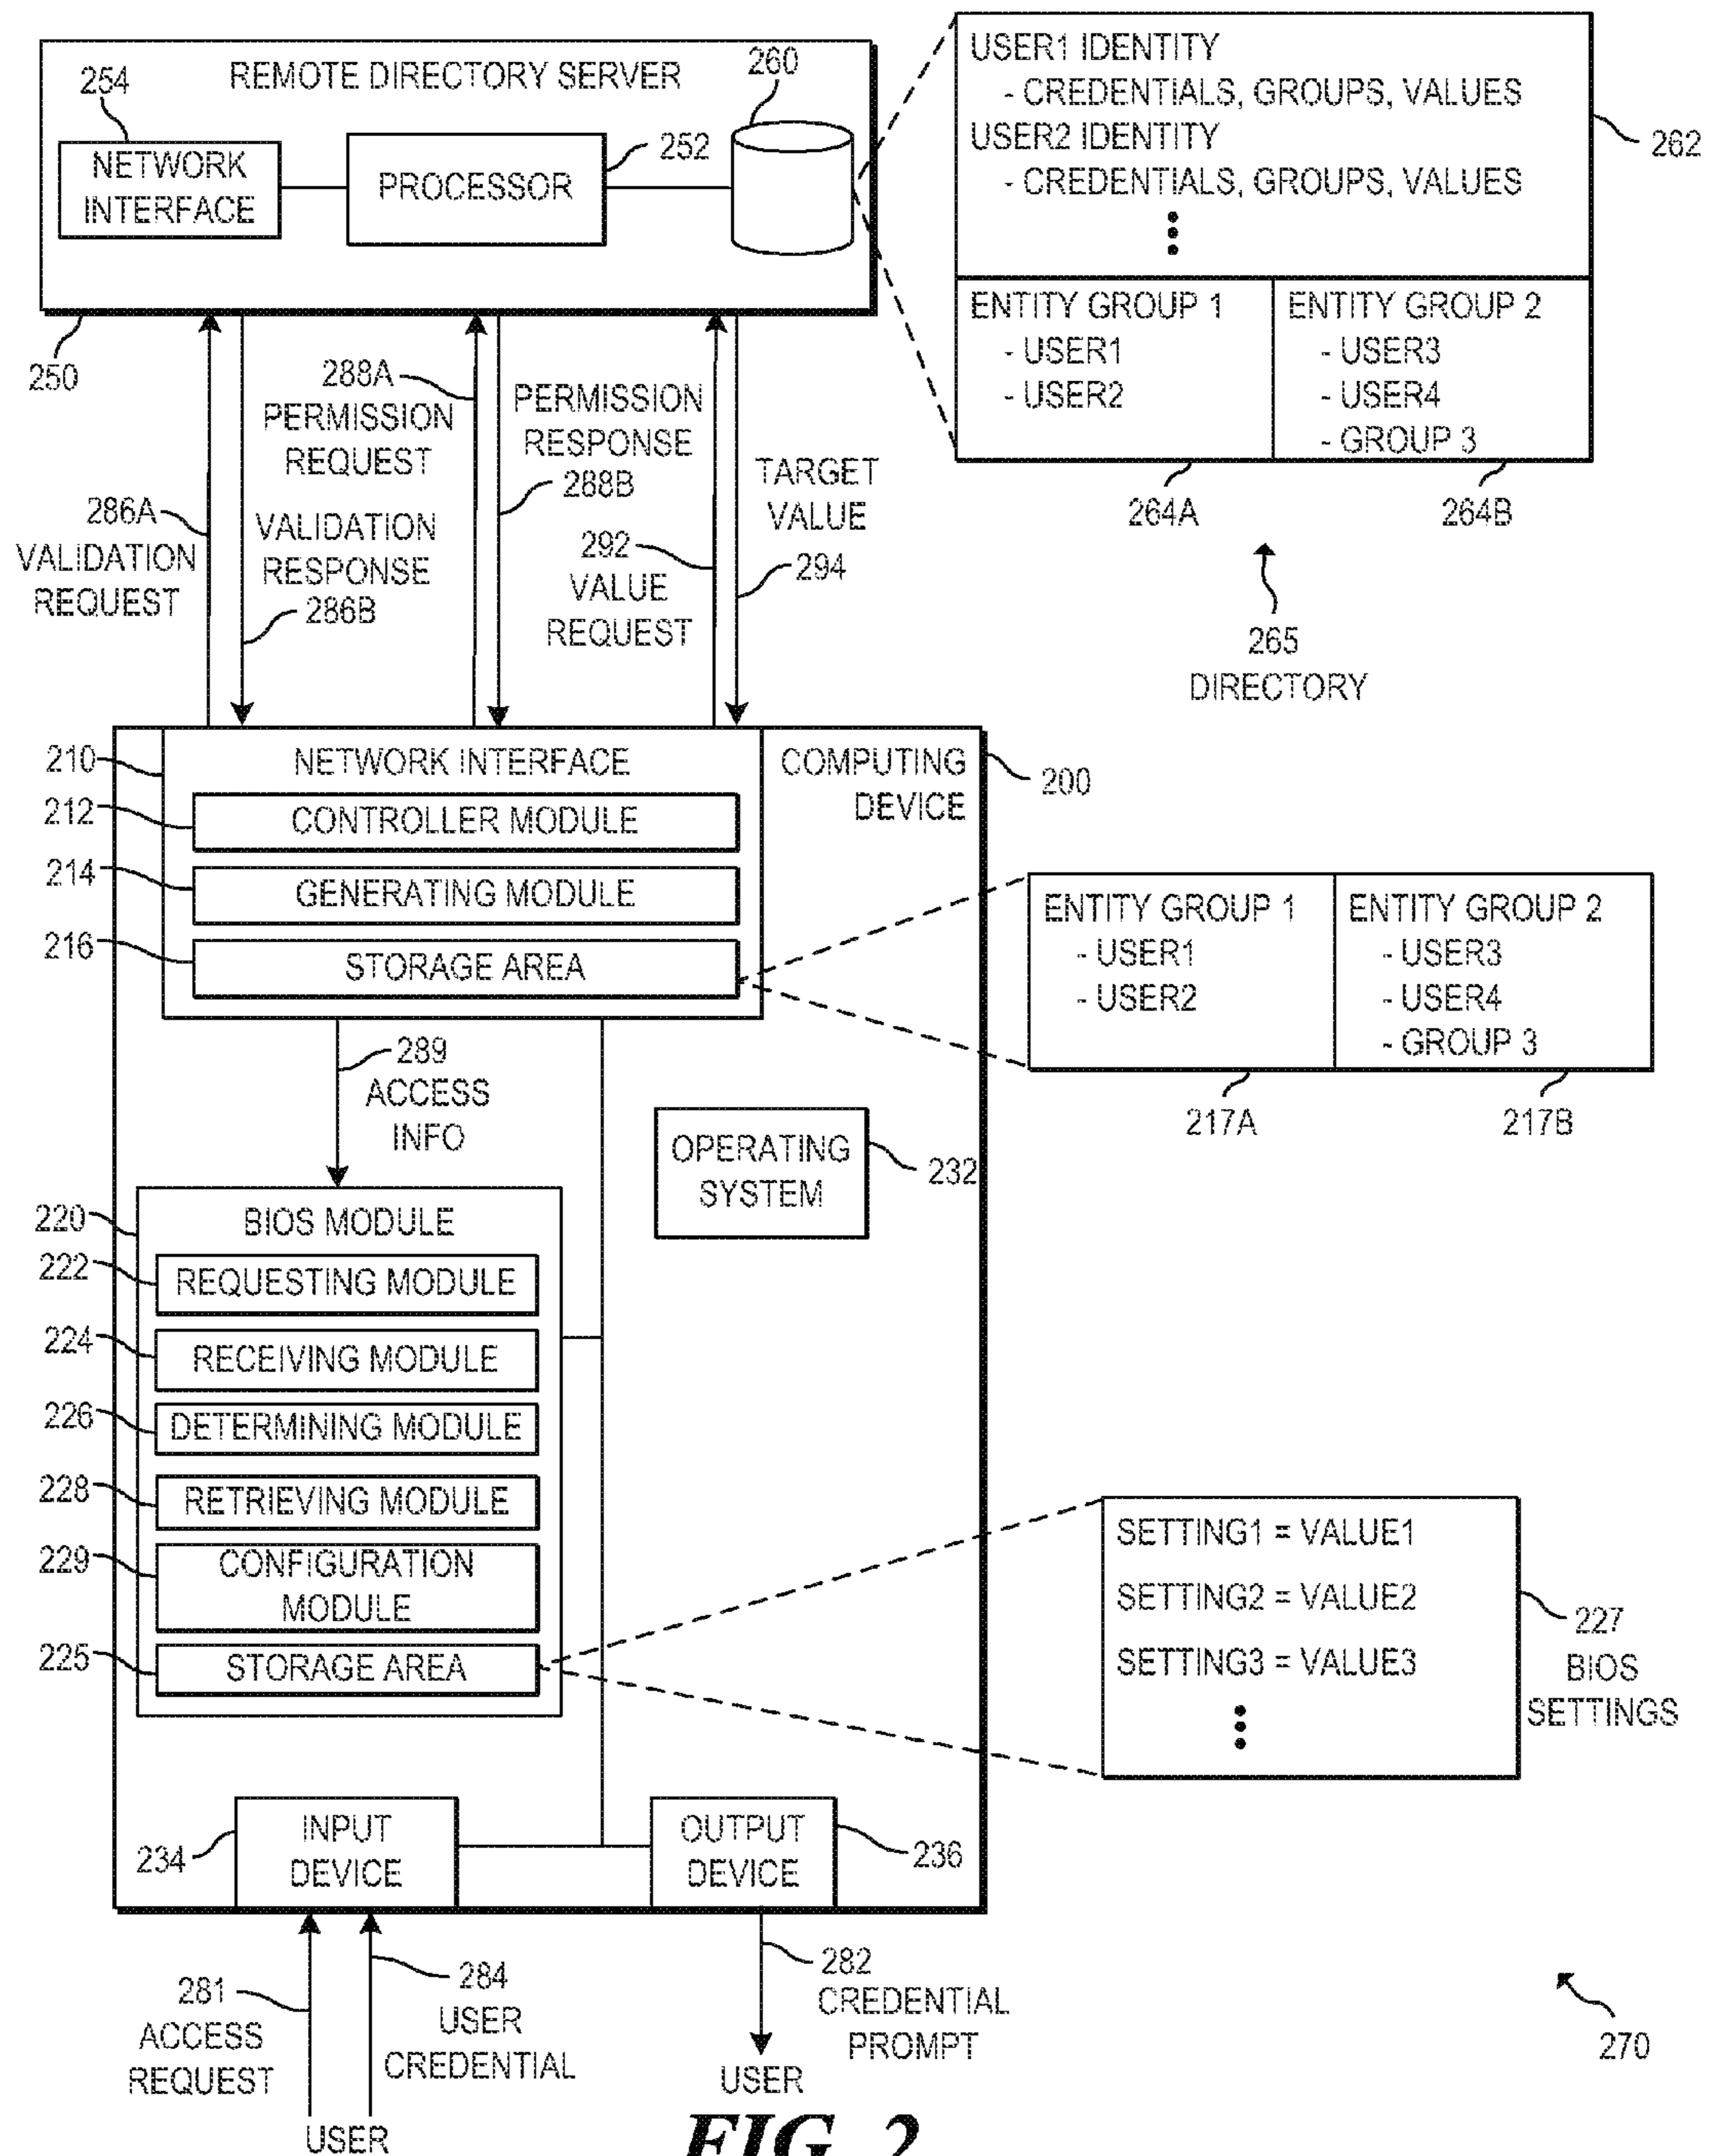 REMOTE DIRECTORY SERVER
260
254
NETWORK
INTERFACE
PROCESSOR
252
USER1 IDENTITY
- CREDENTIALS, GROUPS, VALUES
USER2 IDENTITY
- CREDENTIALS, GROUPS, VALUES
262
ENTITY GROUP 1
- USER1
- USER2
ENTITY GROUP 2
- USER3
- USER4
- GROUP 3
264A
264B
265
DIRECTORY
250
286A
VALIDATION
REQUEST
VALIDATION
RESPONSE
286B
288A
PERMISSION
REQUEST
PERMISSION
RESPONSE
288B
292
VALUE
REQUEST
TARGET
VALUE
294
210
NETWORK INTERFACE
COMPUTING
DEVICE
200
212
CONTROLLER MODULE
214
GENERATING MODULE
216
STORAGE AREA
ENTITY GROUP 1
- USER1
- USER2
ENTITY GROUP 2
- USER3
- USER4
- GROUP 3
217A
217B
289
ACCESS
INFO
OPERATING
SYSTEM
232
220
BIOS MODULE
222
REQUESTING MODULE
224
RECEIVING MODULE
226
DETERMINING MODULE
228
RETRIEVING MODULE
229
CONFIGURATION
MODULE
225
STORAGE AREA
SETTING1 = VALUE1
SETTING2 = VALUE2
SETTING3 = VALUE3
227
BIOS
SETTINGS
234
INPUT
DEVICE
OUTPUT
DEVICE
236
281
ACCESS
REQUEST
284
USER
CREDENTIAL
USER
282
CREDENTIAL
PROMPT
USER
270
FIG. 2